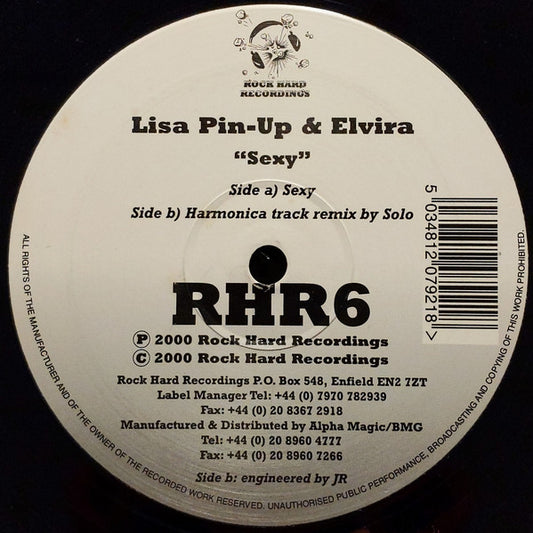 ROCK HARD
RECORDINGS
Lisa Pin-Up & Elvira
“Sexy”
Side a) Sexy
Side b) Harmonica track remix by Solo
5 034812 079218 >
RHR6
Ⓟ 2000 Rock Hard Recordings
© 2000 Rock Hard Recordings
Rock Hard Recordings P.O. Box 548, Enfield EN2 7ZT
Label Manager Tel: +44 (0) 7970 782939
Fax: +44 (0) 20 8367 2918
Manufactured & Distributed by Alpha Magic/BMG
Tel: +44 (0) 20 8960 4777
Fax: +44 (0) 20 8960 7266
Side b: engineered by JR
ALL RIGHTS OF THE MANUFACTURER AND OF THE OWNER OF THE RECORDED WORK RESERVED. UNAUTHORISED PUBLIC PERFORMANCE, BROADCASTING AND COPYING OF THIS WORK PROHIBITED.